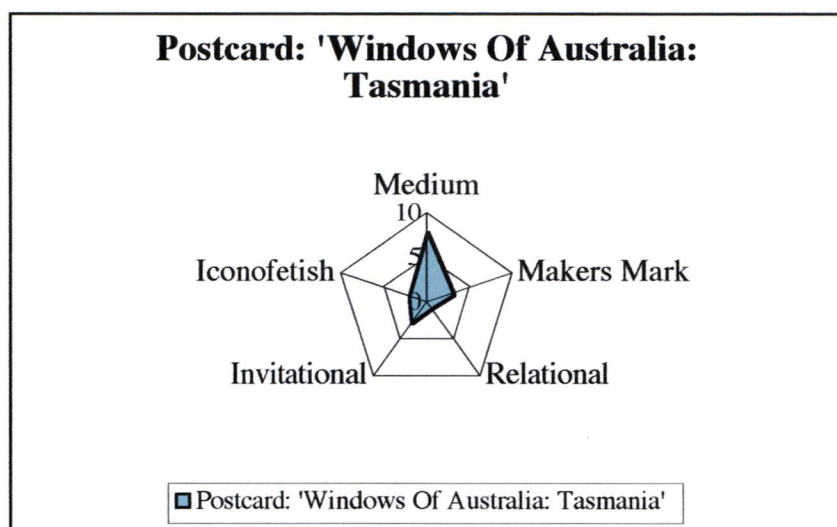 Postcard: 'Windows Of Australia:
Tasmania'
Medium
10
5
Iconofetish
Makers Mark
0
Invitational
Relational
Postcard: 'Windows Of Australia: Tasmania'